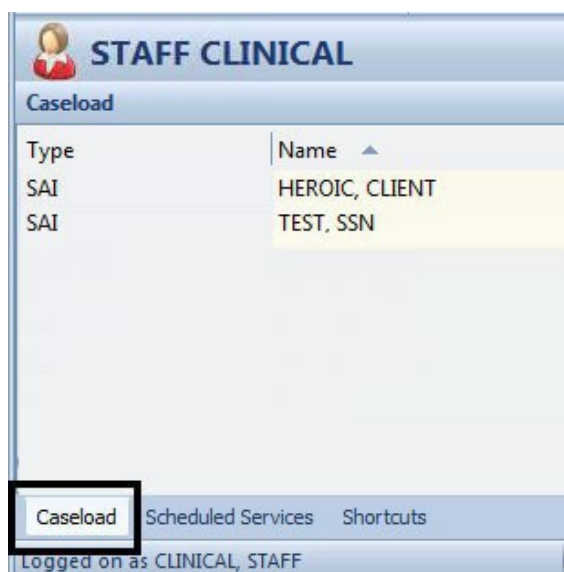 STAFF CLINICAL
Caseload
Type Name
SAI HEROIC, CLIENT
SAI TEST, SSN
Caseload Scheduled Services Shortcuts
Logged on as CLINICAL, STAFF